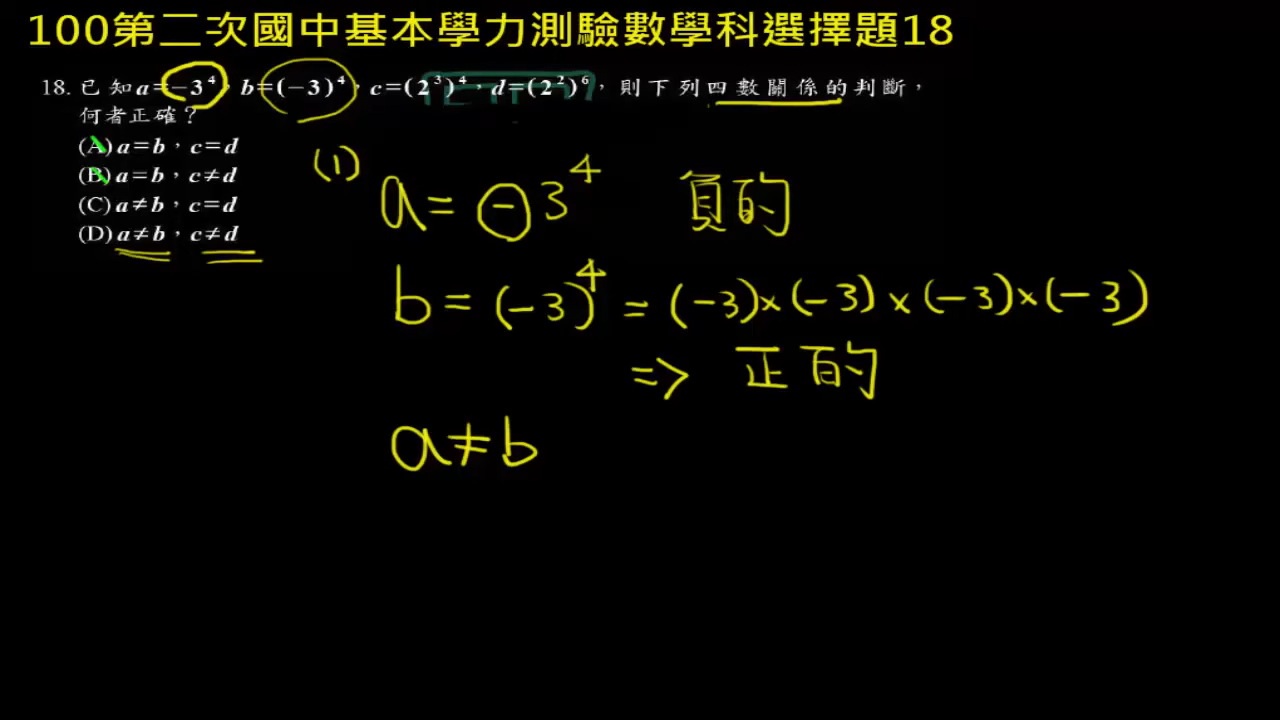 100第二次國中基本學力測驗數學科選擇題18
18. 已知a=-3⁴，b=(-3)⁴，c=(2³)⁴，d=(2²)⁶，則下列四數關係的判斷，
何者正確？
(A) a=b，c=d
(B) a=b，c≠d
(C) a≠b，c=d
(D) a≠b，c≠d
(1)
a=-3⁴ 負的
b=(-3)⁴=(-3)×(-3)×(-3)×(-3)
=> 正的
a≠b